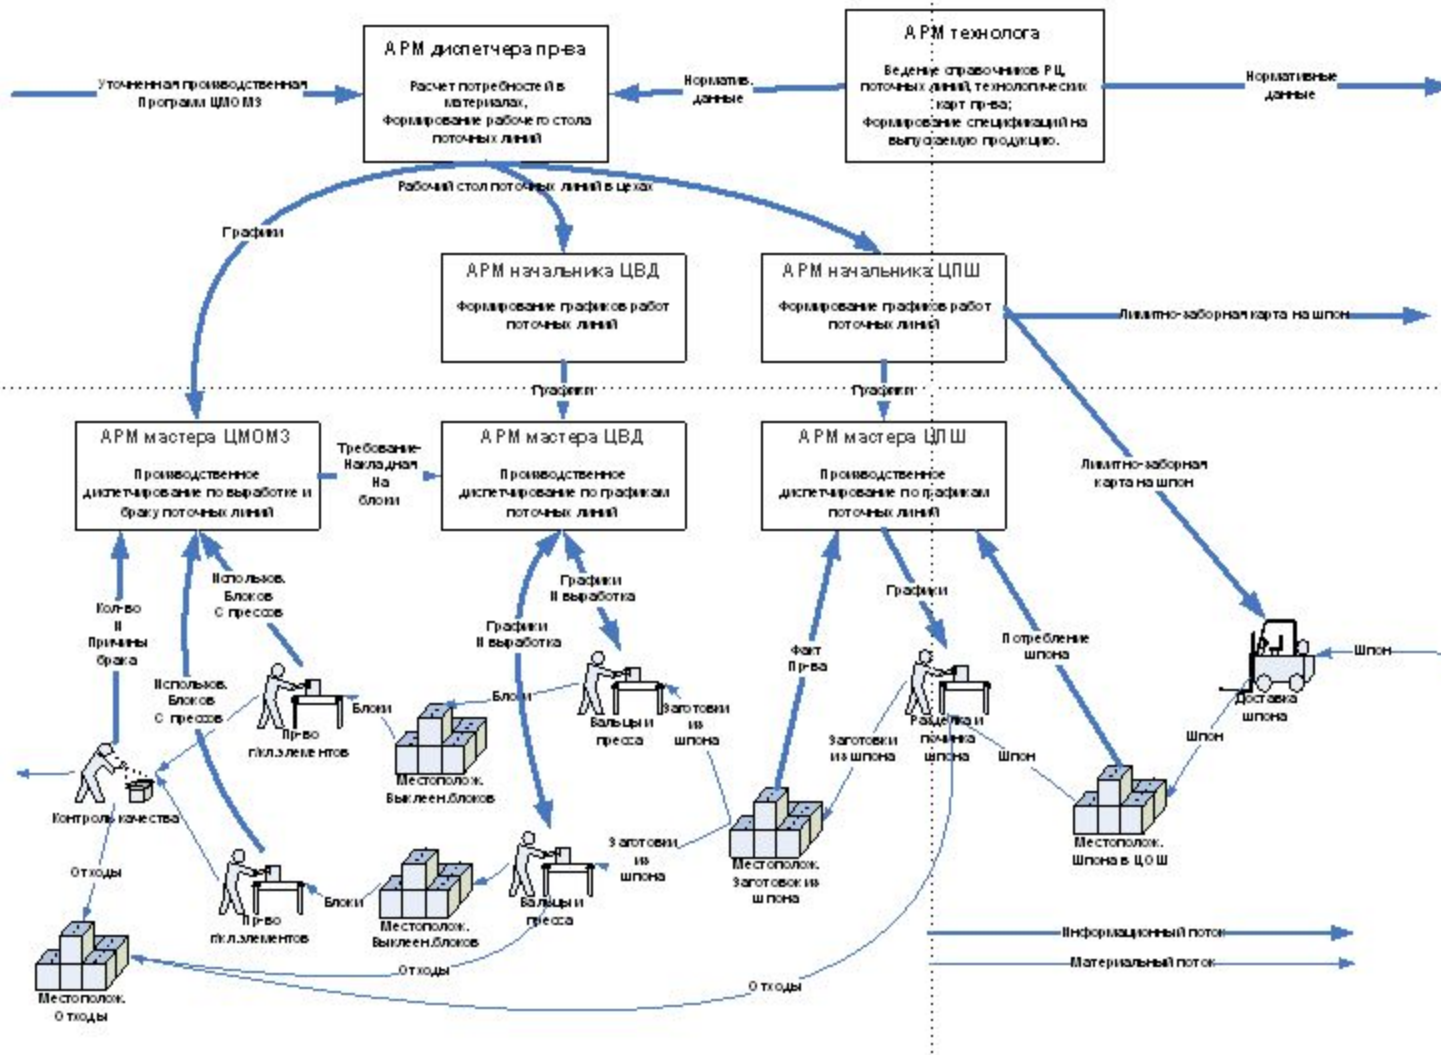 АРМ диспетчера пр-ва
Расчет потребностей в
материалах,
Формирование рабочего стола
поточных линий
АРМ технолога
Ведение справочников РЦ,
поточных линий, технологических
карт пр-ва;
Формирование спецификаций на
выпускаемую продукцию.
Уточненная производственная
Программ ЦМОМЗ
Норматив.
данные
Нормативные
данные
Рабочий стол поточных линий в цехах
Графики
АРМ начальника ЦВД
Формирование графиков работ
поточных линий
АРМ начальника ЦПШ
Формирование графиков работ
поточных линий
Лимитно-заборная карта на шпон
Графики
Графики
АРМ мастера ЦМОМЗ
Производственное
диспетчирование по выработке и
браку поточных линий
Требование-
Накладная
На
блоки
АРМ мастера ЦВД
Производственное
диспетчирование по графикам
поточных линий
АРМ мастера ЦПШ
Производственное
диспетчирование по графикам
поточных линий
Лимитно-заборная
карта на шпон
Кол-во
И
Причины
брака
Использов.
Блоков
С прессов
Использов.
Блоков
С прессов
Графики
И выработка
Графики
И выработка
Факт
Пр-ва
Графики
Потребление
шпона
Шпон
Доставка
шпона
Шпон
Пр-во
г/кл.элементов
Блоки
Блоки
Местополож.
Выклеен.блоков
Вальцы и
пресса
Заготовки
из
шпона
Заготовки
из шпона
Разделка и
починка
шпона
Шпон
Контроль качества
Местополож.
Шпона в ЦОШ
Отходы
Пр-во
г/кл.элементов
Блоки
Местополож.
Выклеен.блоков
Вальцы и
пресса
Заготовки
из
шпона
Местополож.
Заготовок из
шпона
Местополож.
Отходы
Отходы
Отходы
Информационный поток
Материальный поток